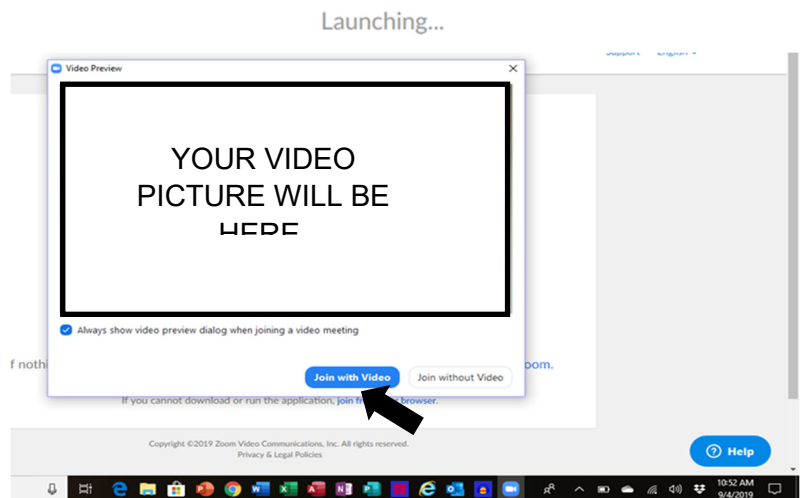 Launching...
Support English
Video Preview
YOUR VIDEO
PICTURE WILL BE
HERE
Always show video preview dialog when joining a video meeting
f nothi
oom.
Join with Video Join without Video
If you cannot download or run the application, join fr browser.
Copyright ©2019 Zoom Video Communications, Inc. All rights reserved.
Privacy & Legal Policies
Help
10:52 AM
9/4/2019